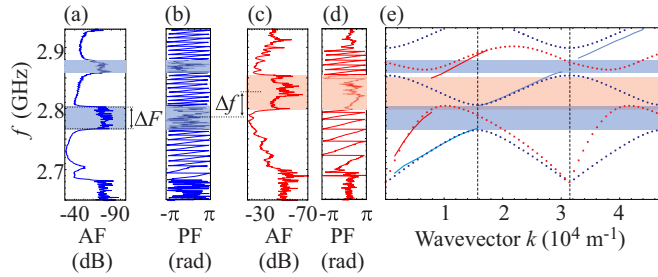 (a) (b) (c) (d) (e)
2.9
2.8
2.7
f (GHz)
ΔF
Δf
-40 -90 -π π -30 -70 -π π 1 2 3 4
AF PF AF PF Wavevector k (10⁴ m⁻¹)
(dB) (rad) (dB) (rad)